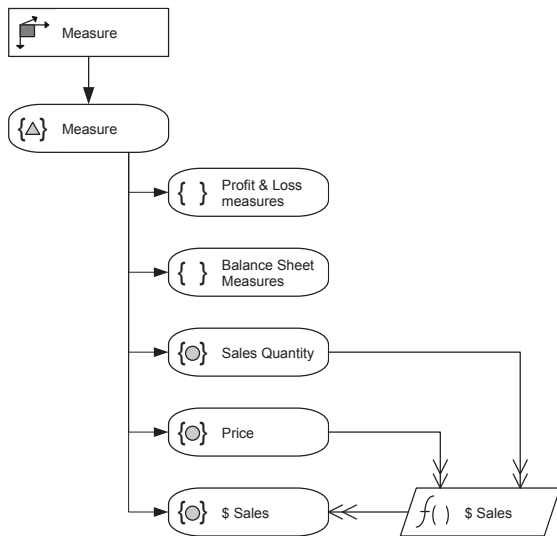 Measure
{ } Measure
{ } Profit & Loss
measures
{ } Balance Sheet
Measures
{ } Sales Quantity
{ } Price
{ } $ Sales
f( ) $ Sales